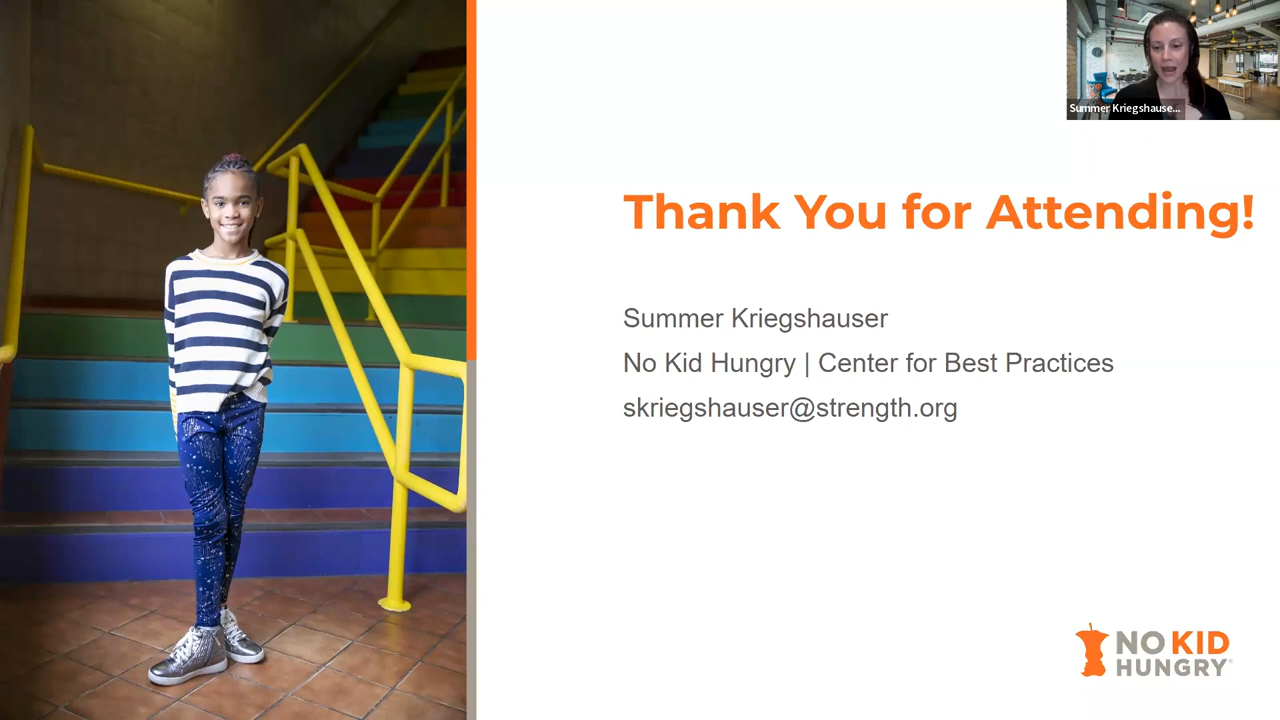 Summer Kriegshause...
Thank You for Attending!
Summer Kriegshauser
No Kid Hungry | Center for Best Practices
skriegshauser@strength.org
NO KID
HUNGRY®